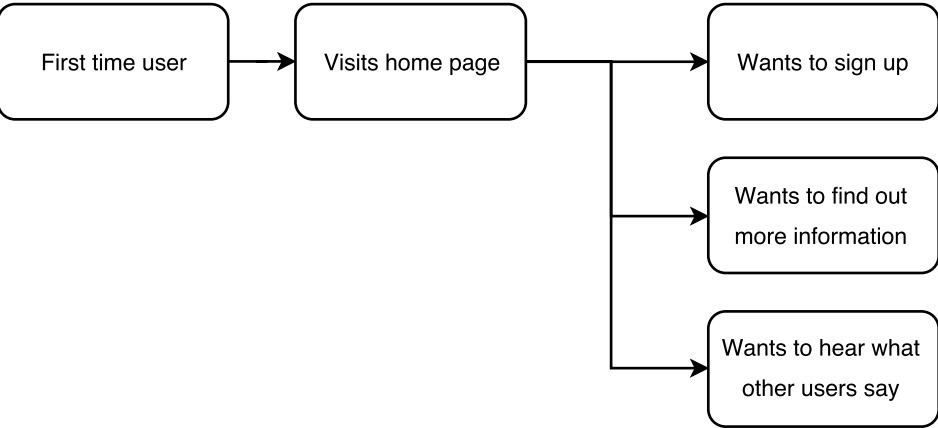 First time user
Visits home page
Wants to sign up
Wants to find out
more information
Wants to hear what
other users say